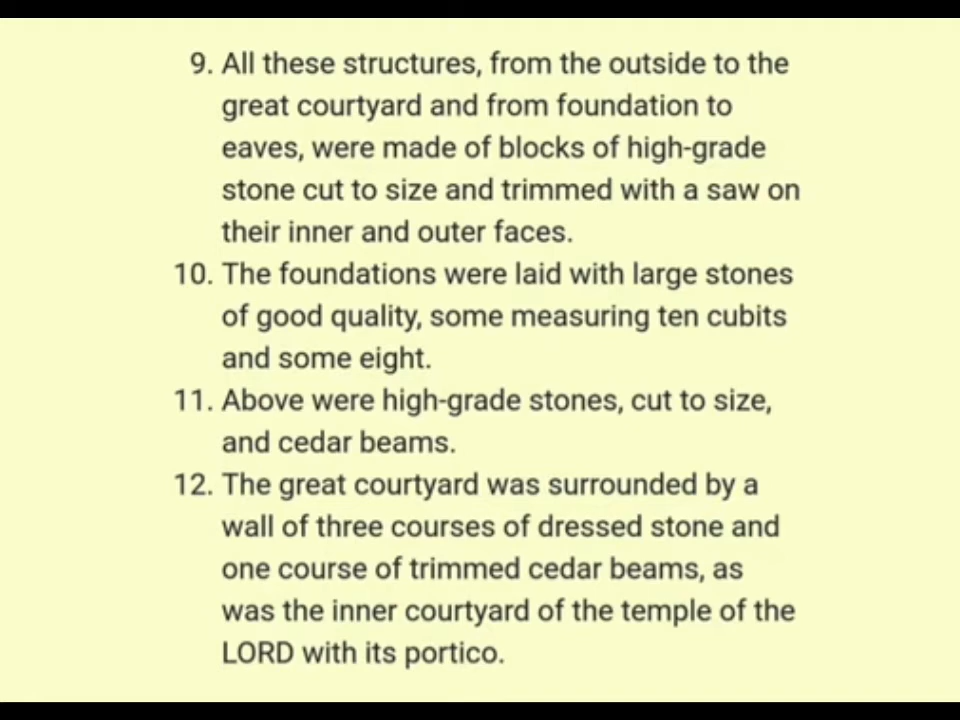 9. All these structures, from the outside to the
great courtyard and from foundation to
eaves, were made of blocks of high-grade
stone cut to size and trimmed with a saw on
their inner and outer faces.
10. The foundations were laid with large stones
of good quality, some measuring ten cubits
and some eight.
11. Above were high-grade stones, cut to size,
and cedar beams.
12. The great courtyard was surrounded by a
wall of three courses of dressed stone and
one course of trimmed cedar beams, as
was the inner courtyard of the temple of the
LORD with its portico.